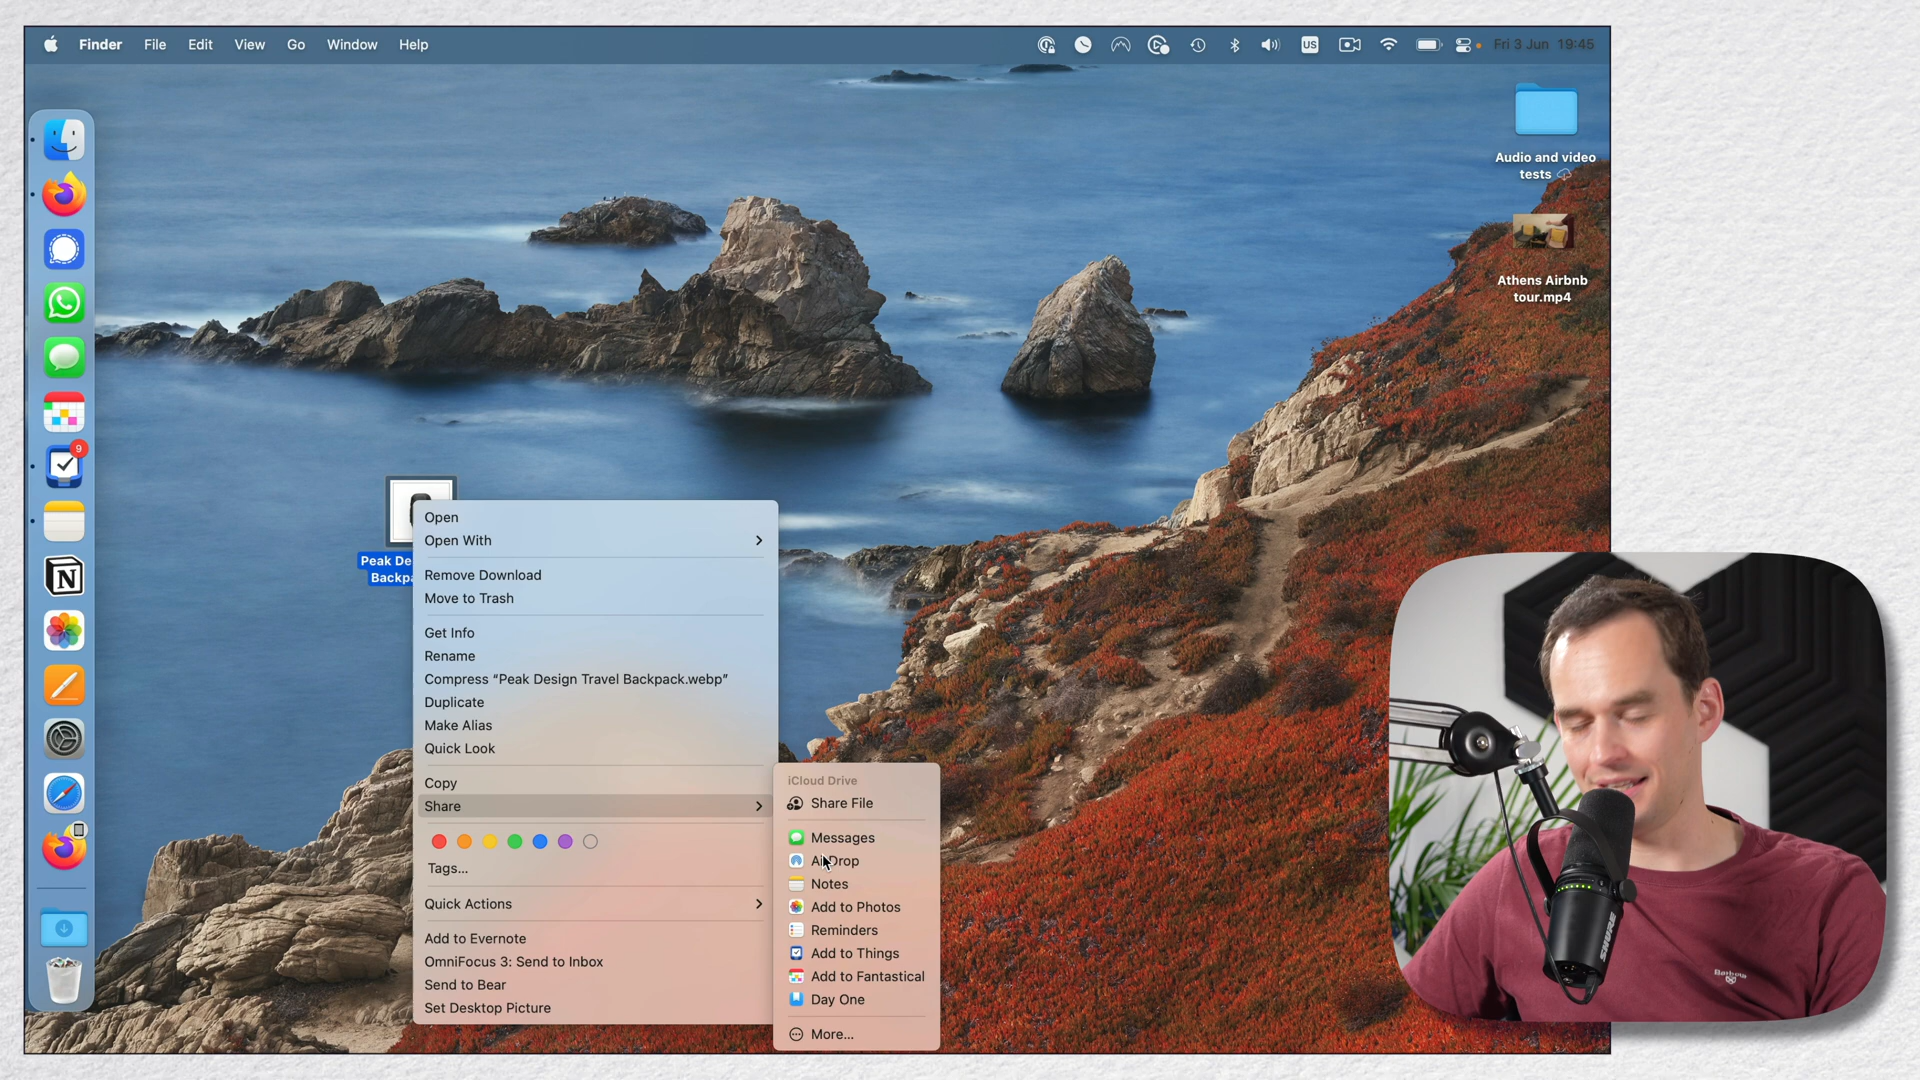 Finder File Edit View Go Window Help
US
Fri 3 Jun 19:45
Audio and video
tests
Athens Airbnb
tour.mp4
9
N
Peak De
Backpa
Open
Open With
Remove Download
Move to Trash
Get Info
Rename
Compress “Peak Design Travel Backpack.webp”
Duplicate
Make Alias
Quick Look
Copy
Share
Tags...
Quick Actions
Add to Evernote
OmniFocus 3: Send to Inbox
Send to Bear
Set Desktop Picture
iCloud Drive
Share File
Messages
AirDrop
Notes
Add to Photos
Reminders
Add to Things
Add to Fantastical
Day One
More...
SHURE
Barbour